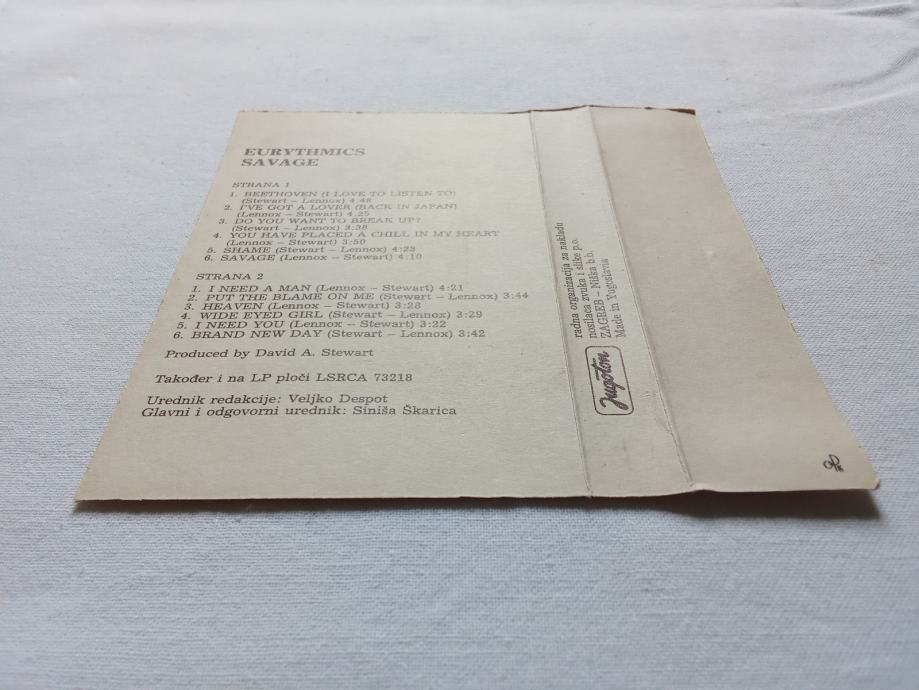 EURYTHMICS
SAVAGE
STRANA 1
1. BEETHOVEN (I LOVE TO LISTEN TO)
(Stewart – Lennox) 4:48
2. I'VE GOT A LOVER (BACK IN JAPAN)
(Lennox – Stewart) 4.25
3. DO YOU WANT TO BREAK UP?
(Stewart – Lennox) 3:38
4. YOU HAVE PLACED A CHILL IN MY HEART
(Lennox – Stewart) 3:50
5. SHAME (Stewart – Lennox) 4:23
6. SAVAGE (Lennox – Stewart) 4:10
STRANA 2
1. I NEED A MAN (Lennox – Stewart) 4:21
2. PUT THE BLAME ON ME (Stewart – Lennox) 3:44
3. HEAVEN (Lennox – Stewart) 3:28
4. WIDE EYED GIRL (Lennox – Stewart) 3:29
5. I NEED YOU (Lennox – Stewart) 3:22
6. BRAND NEW DAY (Stewart – Lennox) 3:42
Produced by David A. Stewart
Također i na LP ploči LSRCA 73218
Urednik redakcije: Veljko Despot
Glavni i odgovorni urednik: Siniša Škarica
Jugoton
radna organizacija za nakladu
nosilaca zvuka i slike p.o.
ZAGREB – Niška b.b.
Made in Yugoslavia